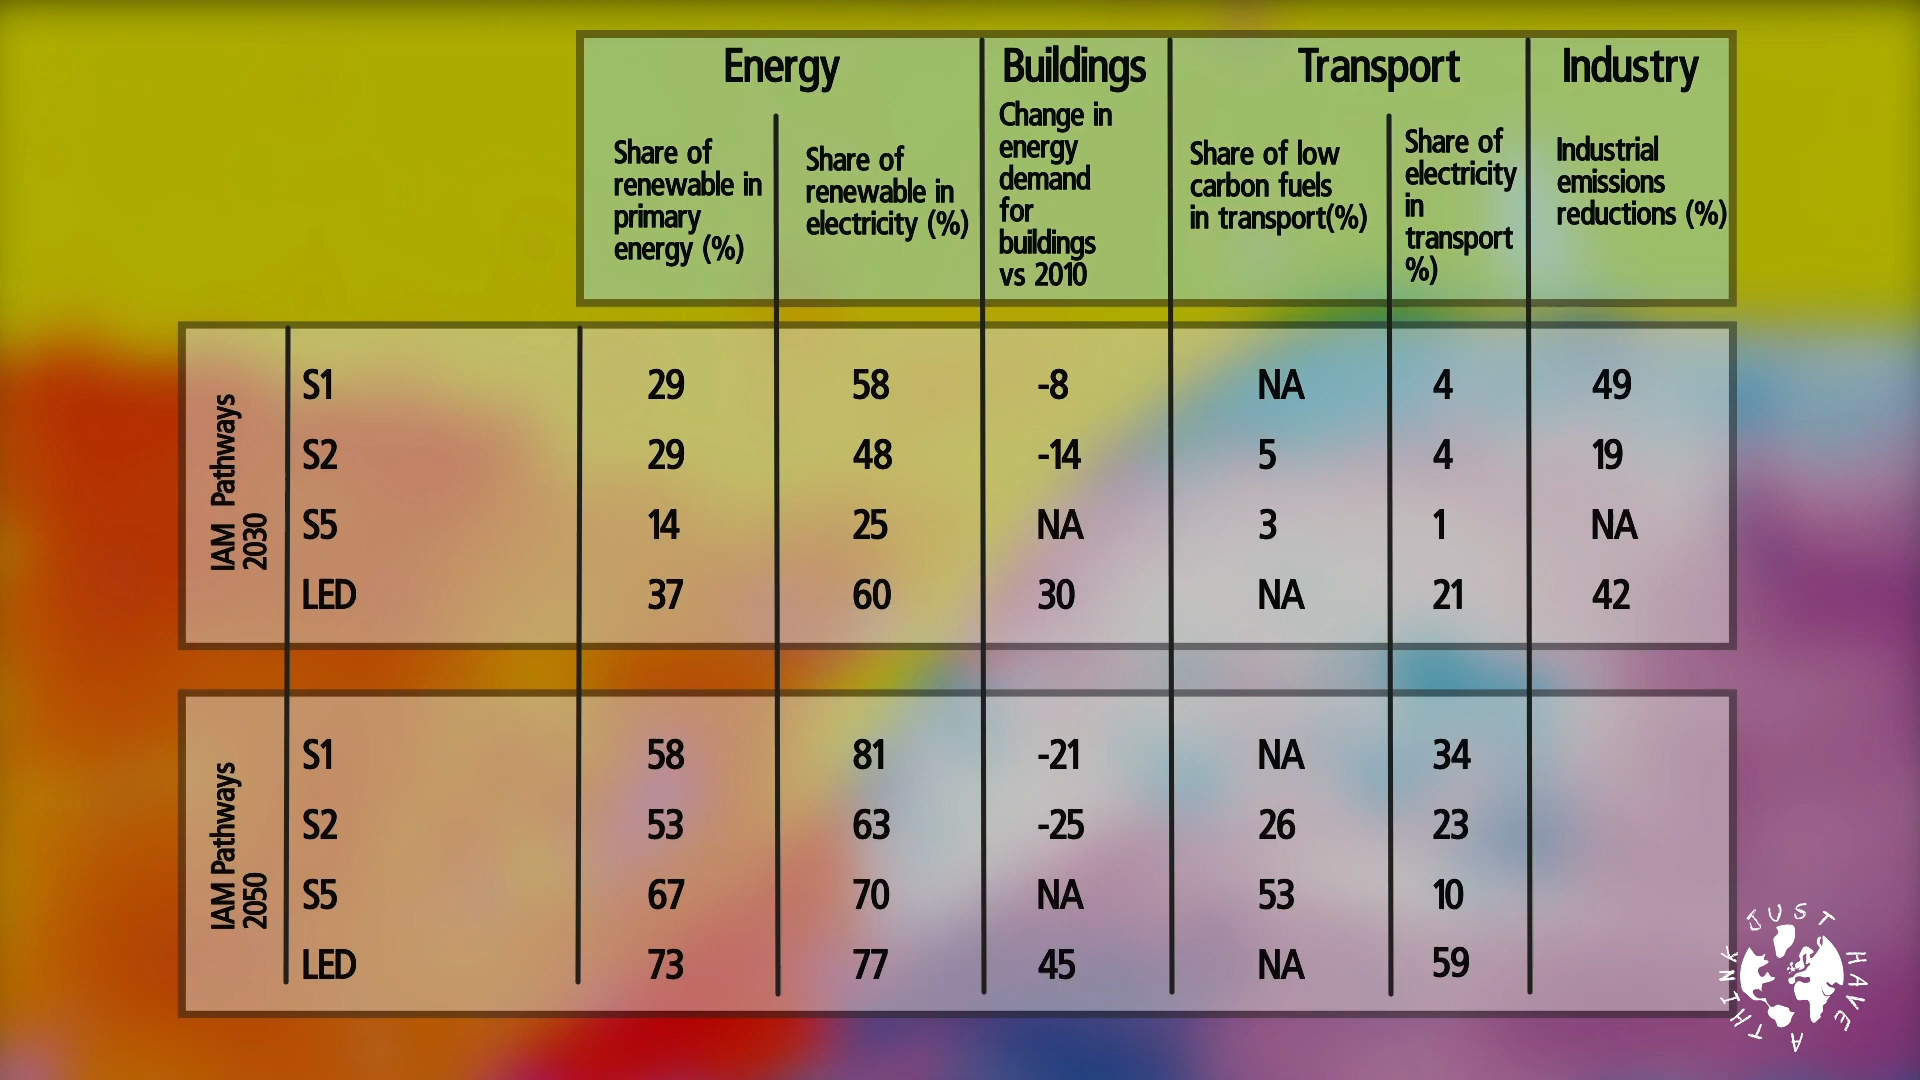 Energy Buildings Transport Industry
Share of
renewable in
primary
energy (%)
Share of
renewable in
electricity (%)
Change in
energy
demand
for
buildings
vs 2010
Share of low
carbon fuels
in transport(%)
Share of
electricity
in
transport
%)
Industrial
emissions
reductions (%)
IAM Pathways
2030
S1 29 58 -8 NA 4 49
S2 29 48 -14 5 4 19
S5 14 25 NA 3 1 NA
LED 37 60 30 NA 21 42
IAM Pathways
2050
S1 58 81 -21 NA 34
S2 53 63 -25 26 23
S5 67 70 NA 53 10
LED 73 77 45 NA 59
JUST HAVE A THINK